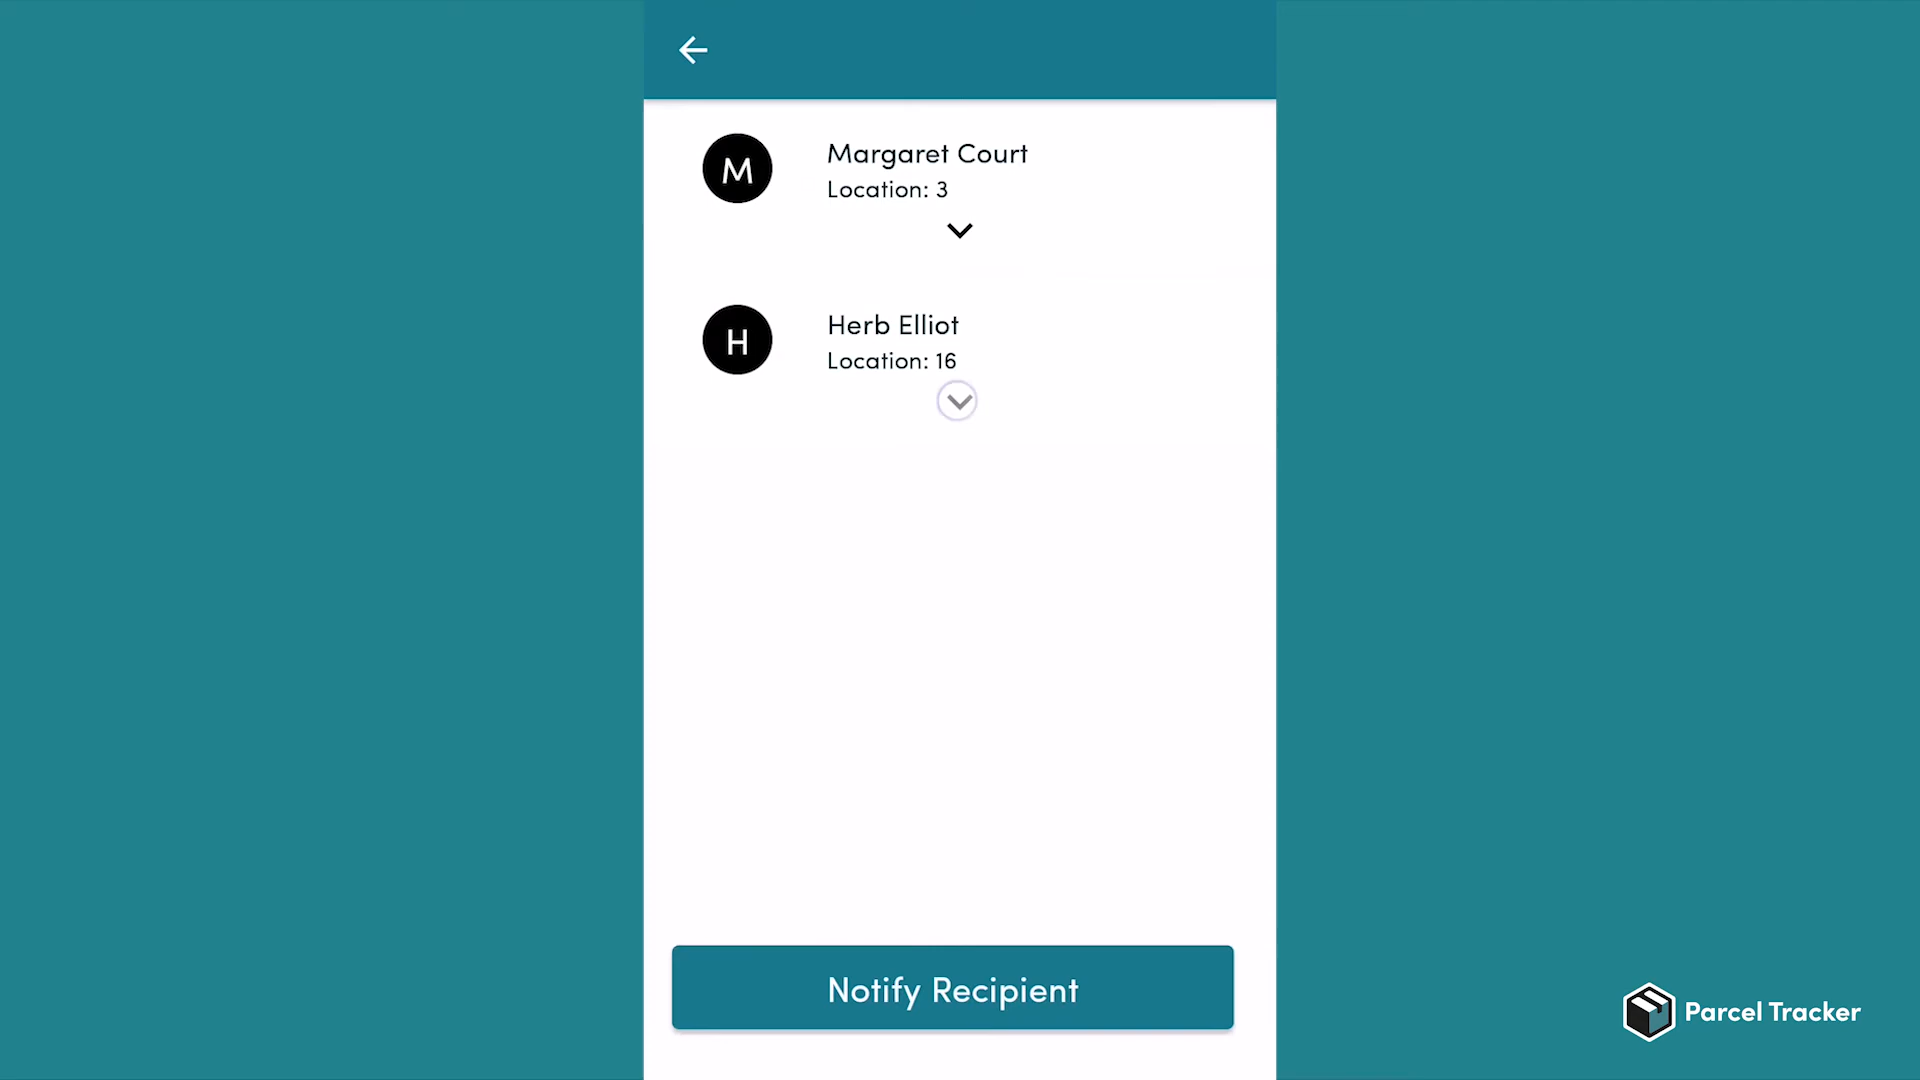 M
Margaret Court
Location: 3
H
Herb Elliot
Location: 16
Notify Recipient
Parcel Tracker